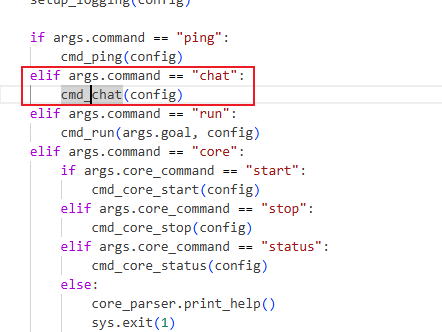 setup_logging(config)
if args.command == "ping":
cmd_ping(config)
elif args.command == "chat":
cmd_chat(config)
elif args.command == "run":
cmd_run(args.goal, config)
elif args.command == "core":
if args.core_command == "start":
cmd_core_start(config)
elif args.core_command == "stop":
cmd_core_stop(config)
elif args.core_command == "status":
cmd_core_status(config)
else:
core_parser.print_help()
sys.exit(1)